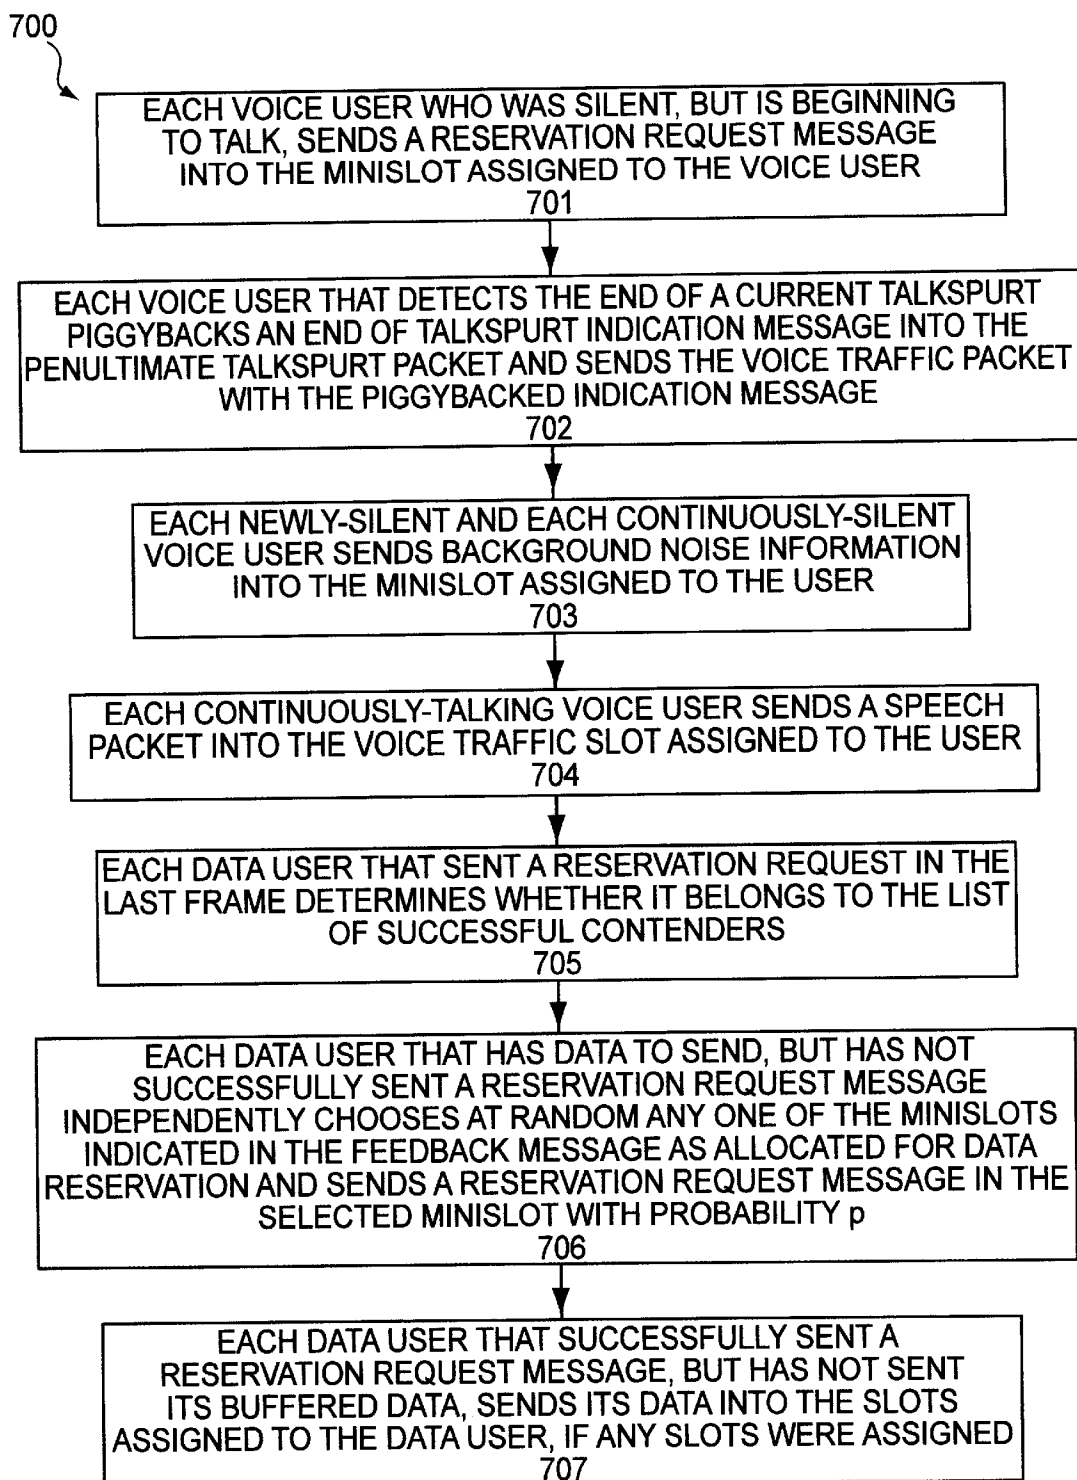 700
EACH VOICE USER WHO WAS SILENT, BUT IS BEGINNING
TO TALK, SENDS A RESERVATION REQUEST MESSAGE
INTO THE MINISLOT ASSIGNED TO THE VOICE USER
701
EACH VOICE USER THAT DETECTS THE END OF A CURRENT TALKSPURT
PIGGYBACKS AN END OF TALKSPURT INDICATION MESSAGE INTO THE
PENULTIMATE TALKSPURT PACKET AND SENDS THE VOICE TRAFFIC PACKET
WITH THE PIGGYBACKED INDICATION MESSAGE
702
EACH NEWLY-SILENT AND EACH CONTINUOUSLY-SILENT
VOICE USER SENDS BACKGROUND NOISE INFORMATION
INTO THE MINISLOT ASSIGNED TO THE USER
703
EACH CONTINUOUSLY-TALKING VOICE USER SENDS A SPEECH
PACKET INTO THE VOICE TRAFFIC SLOT ASSIGNED TO THE USER
704
EACH DATA USER THAT SENT A RESERVATION REQUEST IN THE
LAST FRAME DETERMINES WHETHER IT BELONGS TO THE LIST
OF SUCCESSFUL CONTENDERS
705
EACH DATA USER THAT HAS DATA TO SEND, BUT HAS NOT
SUCCESSFULLY SENT A RESERVATION REQUEST MESSAGE
INDEPENDENTLY CHOOSES AT RANDOM ANY ONE OF THE MINISLOTS
INDICATED IN THE FEEDBACK MESSAGE AS ALLOCATED FOR DATA
RESERVATION AND SENDS A RESERVATION REQUEST MESSAGE IN THE
SELECTED MINISLOT WITH PROBABILITY p
706
EACH DATA USER THAT SUCCESSFULLY SENT A
RESERVATION REQUEST MESSAGE, BUT HAS NOT SENT
ITS BUFFERED DATA, SENDS ITS DATA INTO THE SLOTS
ASSIGNED TO THE DATA USER, IF ANY SLOTS WERE ASSIGNED
707